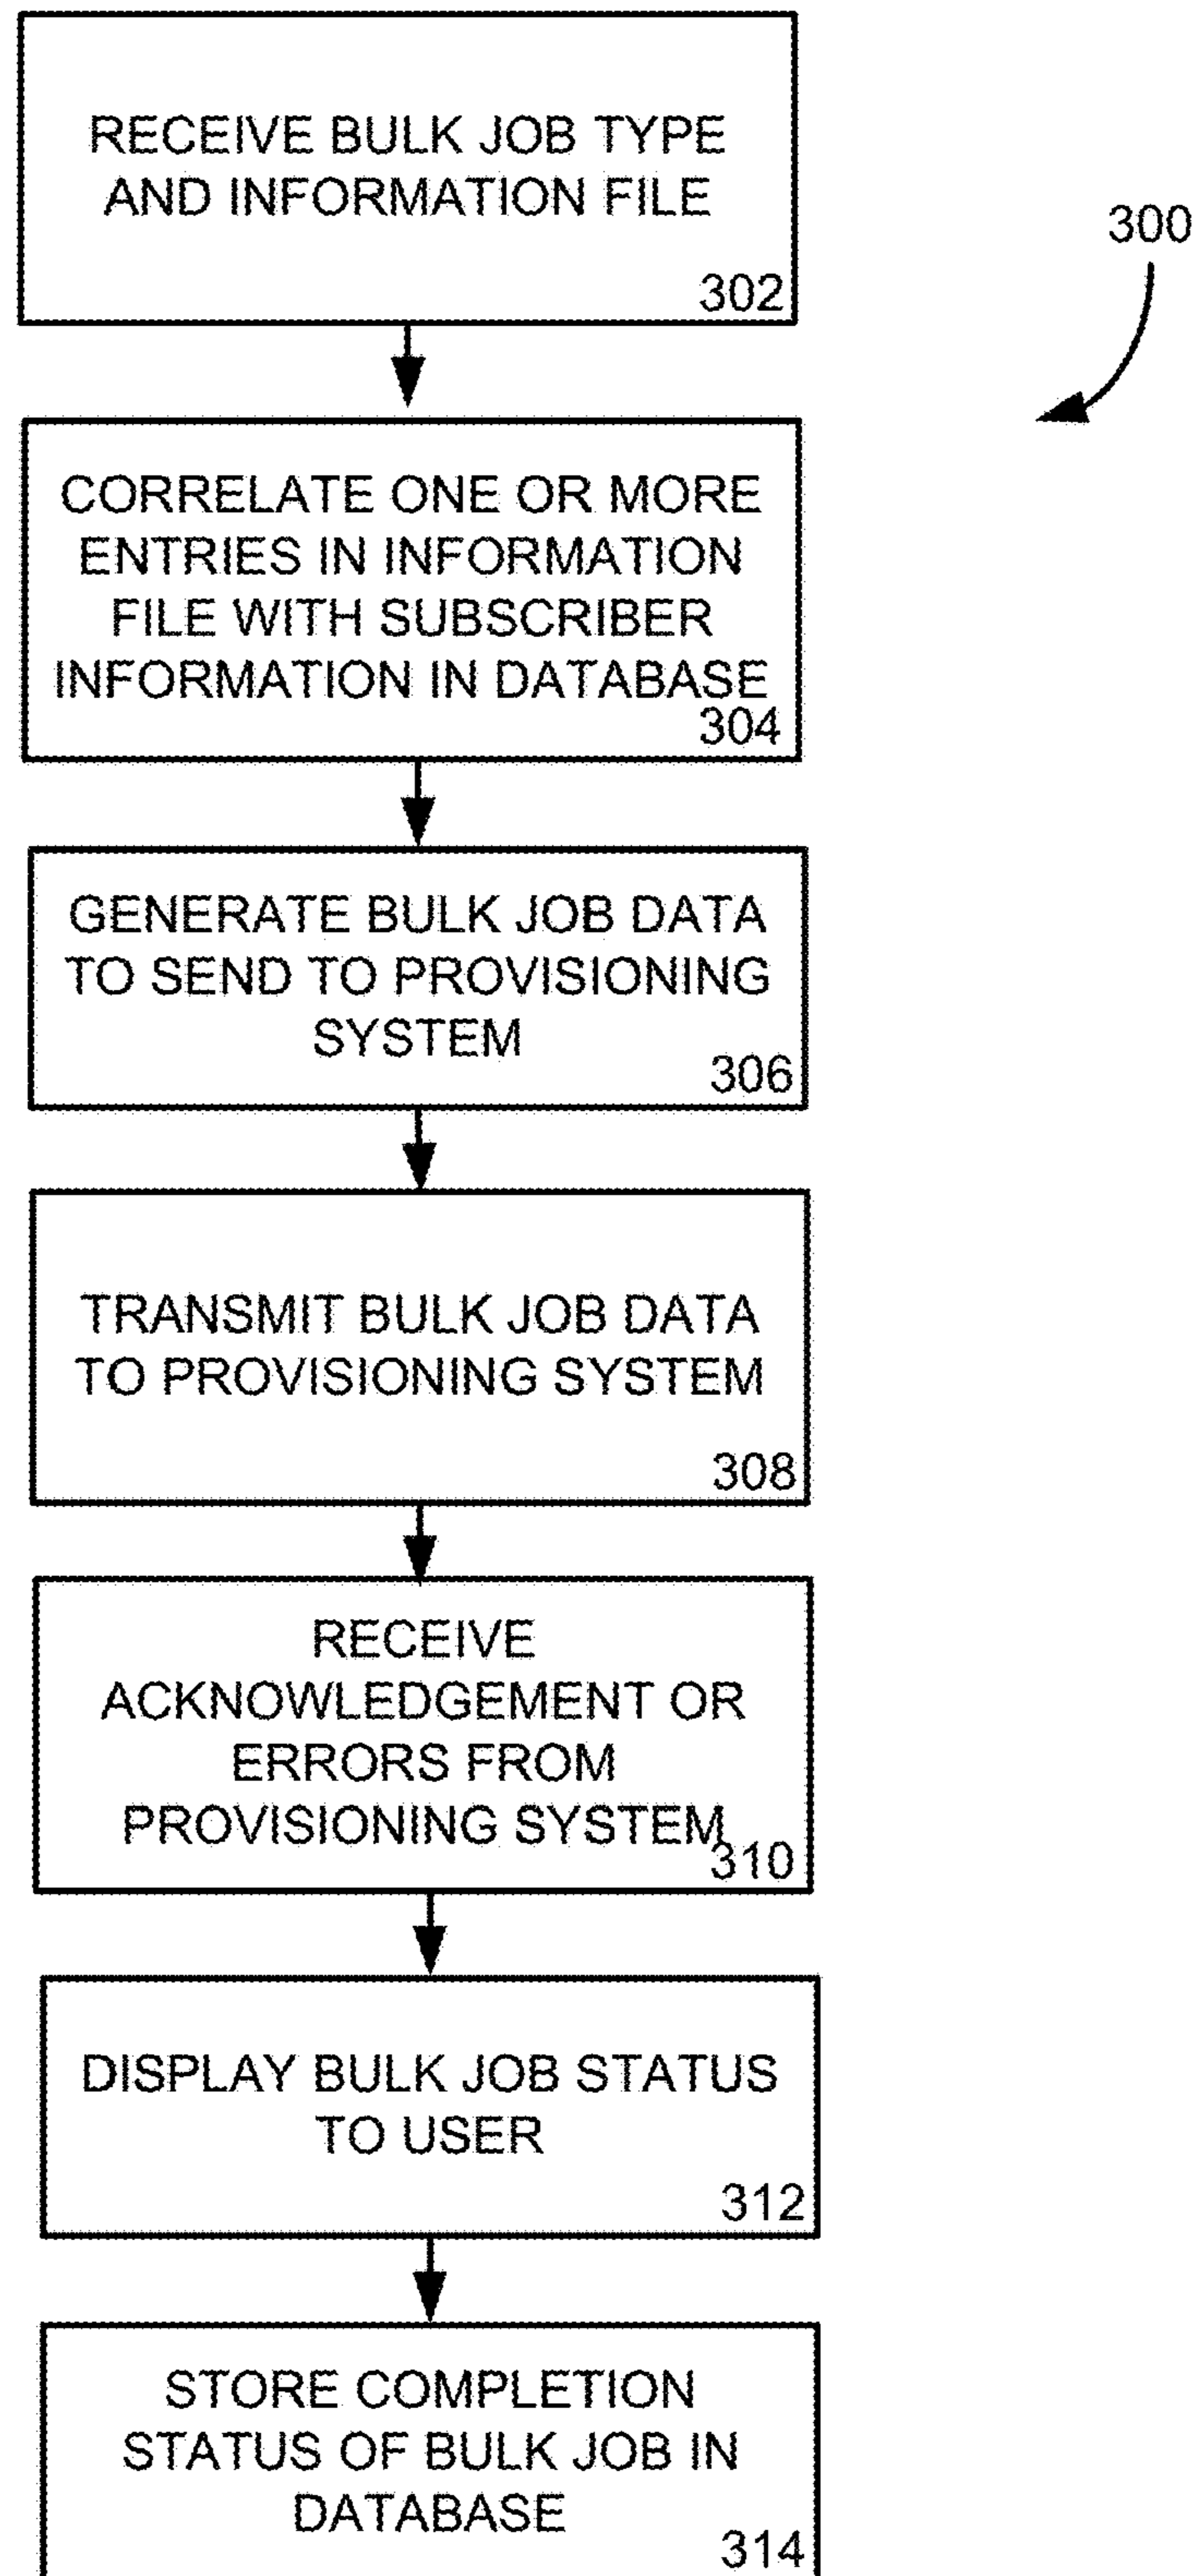 RECEIVE BULK JOB TYPE
AND INFORMATION FILE
302
300
CORRELATE ONE OR MORE
ENTRIES IN INFORMATION
FILE WITH SUBSCRIBER
INFORMATION IN DATABASE
304
GENERATE BULK JOB DATA
TO SEND TO PROVISIONING
SYSTEM
306
TRANSMIT BULK JOB DATA
TO PROVISIONING SYSTEM
308
RECEIVE
ACKNOWLEDGEMENT OR
ERRORS FROM
PROVISIONING SYSTEM
310
DISPLAY BULK JOB STATUS
TO USER
312
STORE COMPLETION
STATUS OF BULK JOB IN
DATABASE
314